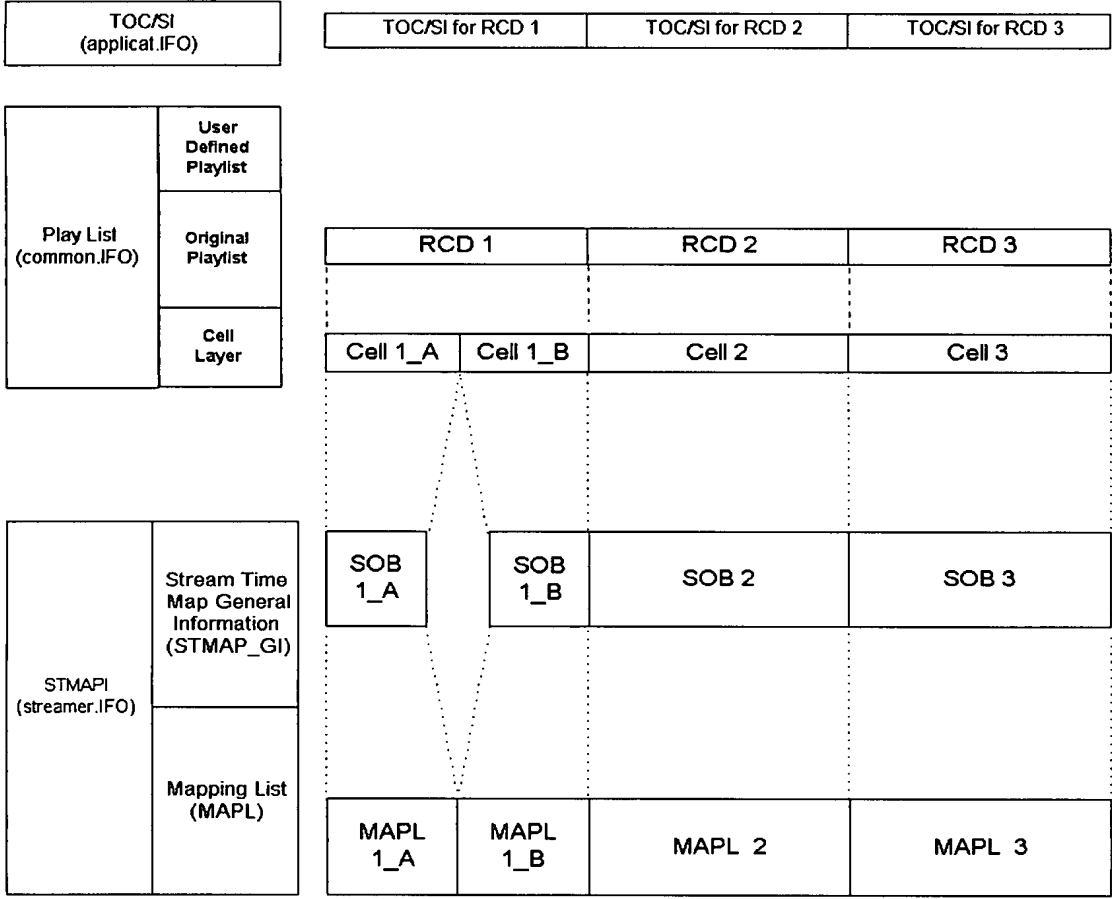 TOC/SI
(applicat.IFO)
TOC/SI for RCD 1
TOC/SI for RCD 2
TOC/SI for RCD 3
Play List
(common.IFO)
User
Defined
Playlist
Original
Playlist
Cell
Layer
RCD 1
RCD 2
RCD 3
Cell 1_A
Cell 1_B
Cell 2
Cell 3
STMAPI
(streamer.IFO)
Stream Time
Map General
Information
(STMAP_GI)
Mapping List
(MAPL)
SOB
1_A
SOB
1_B
SOB 2
SOB 3
MAPL
1_A
MAPL
1_B
MAPL 2
MAPL 3